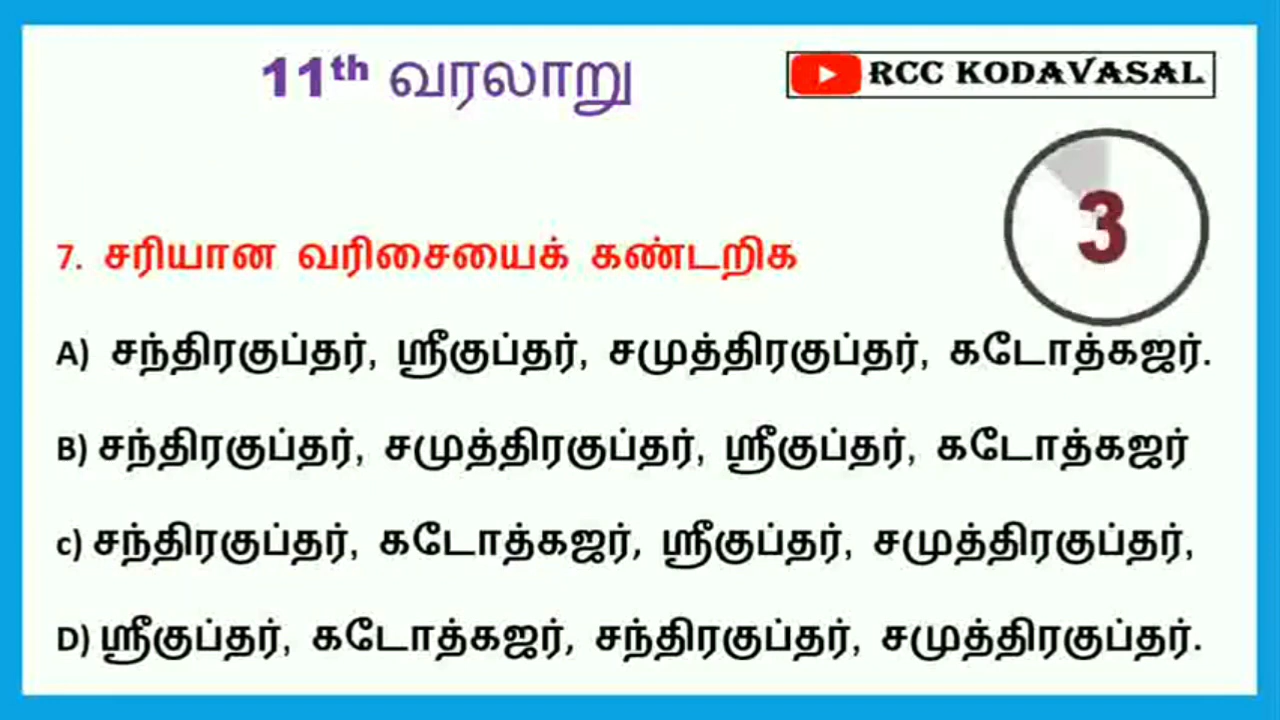 11th வரலாறு
RCC KODAVASAL
3
7. சரியான வரிசையைக் கண்டறிக
A) சந்திரகுப்தர், ஸ்ரீகுப்தர், சமுத்திரகுப்தர், கடோத்கஜர்.
B) சந்திரகுப்தர், சமுத்திரகுப்தர், ஸ்ரீகுப்தர், கடோத்கஜர்
c) சந்திரகுப்தர், கடோத்கஜர், ஸ்ரீகுப்தர், சமுத்திரகுப்தர்,
D) ஸ்ரீகுப்தர், கடோத்கஜர், சந்திரகுப்தர், சமுத்திரகுப்தர்.